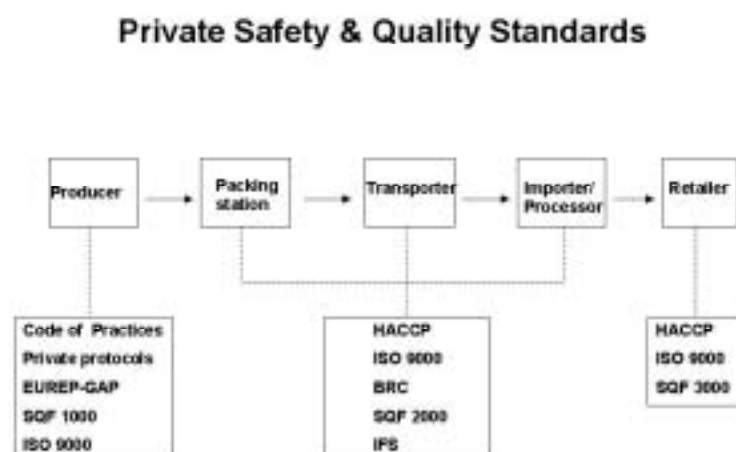 Private Safety & Quality Standards
Producer
Packing
station
Transporter
Importer/
Processor
Retailer
Code of Practices
Private protocols
EUREP-GAP
SQF 1000
ISO 9000
HACCP
ISO 9000
BRC
SQF 2000
IFS
HACCP
ISO 9000
SQF 3000